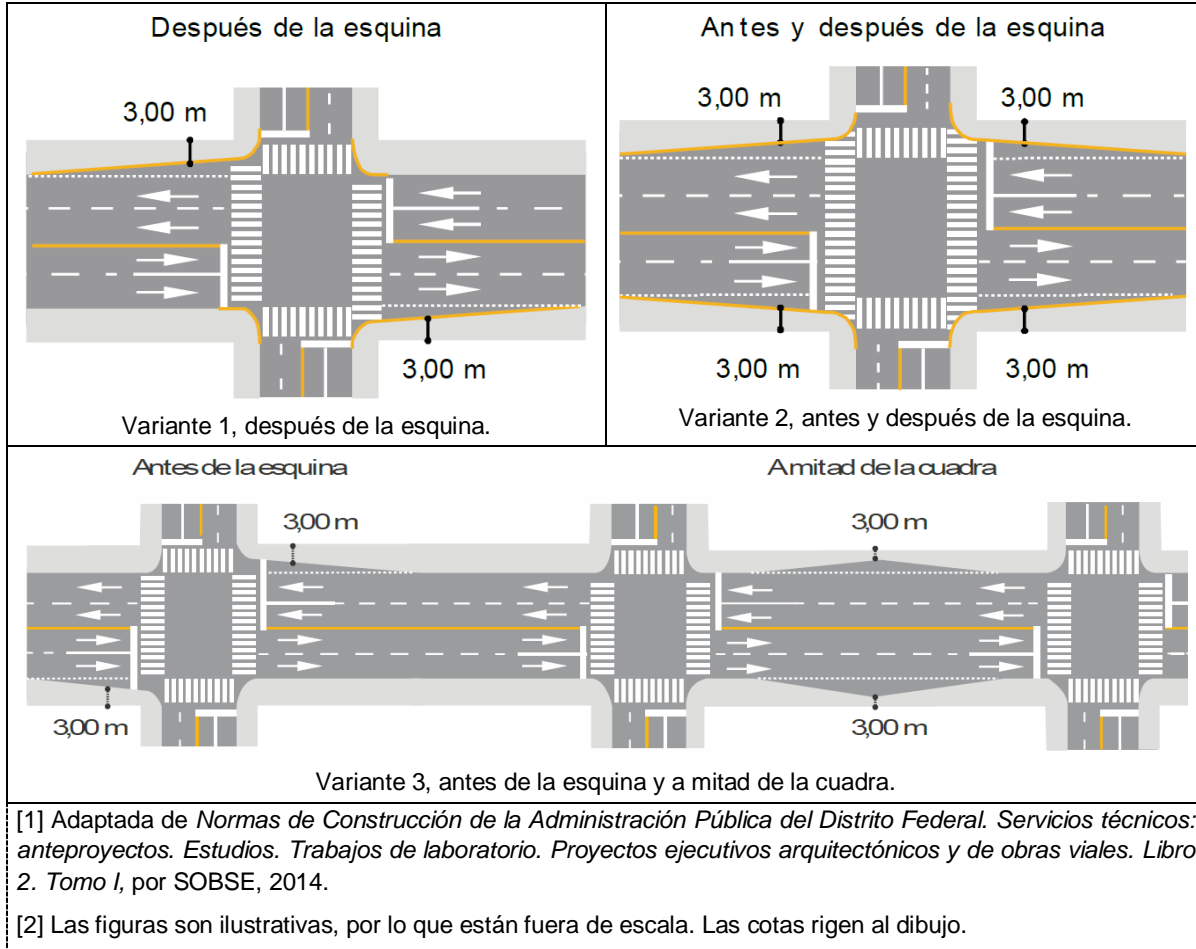 Después de la esquina
3,00 m
3,00 m
Variante 1, después de la esquina.
Antes y después de la esquina
3,00 m
3,00 m
3,00 m
3,00 m
Variante 2, antes y después de la esquina.
Antes de la esquina
A mitad de la cuadra
3,00 m
3,00 m
3,00 m
3,00 m
Variante 3, antes de la esquina y a mitad de la cuadra.
[1] Adaptada de Normas de Construcción de la Administración Pública del Distrito Federal. Servicios técnicos:
anteproyectos. Estudios. Trabajos de laboratorio. Proyectos ejecutivos arquitectónicos y de obras viales. Libro
2. Tomo I, por SOBSE, 2014.
[2] Las figuras son ilustrativas, por lo que están fuera de escala. Las cotas rigen al dibujo.